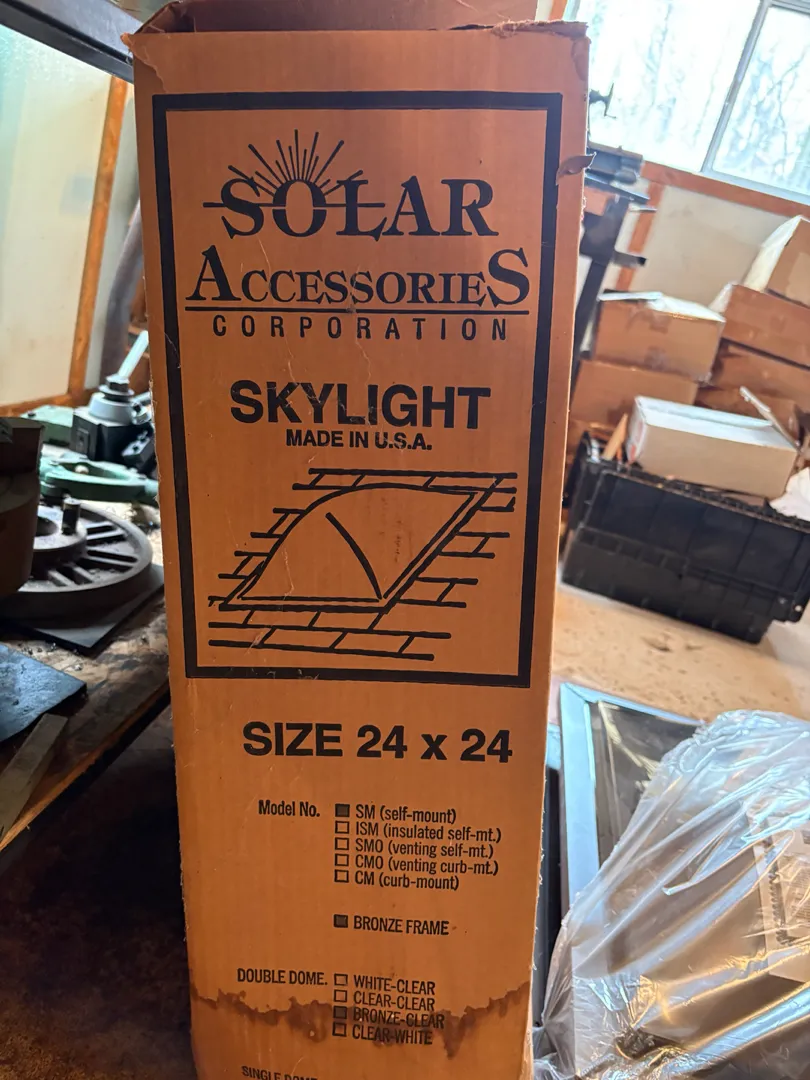 SOLAR
ACCESSORIES
CORPORATION
SKYLIGHT
MADE IN U.S.A.
SIZE 24 x 24
Model No. SM (self-mount)
ISM (insulated self-mt.)
SMO (venting self-mt.)
CMO (venting curb-mt.)
CM (curb-mount)
BRONZE FRAME
DOUBLE DOME. WHITE-CLEAR
CLEAR-CLEAR
BRONZE-CLEAR
CLEAR-WHITE
SINGLE DOME